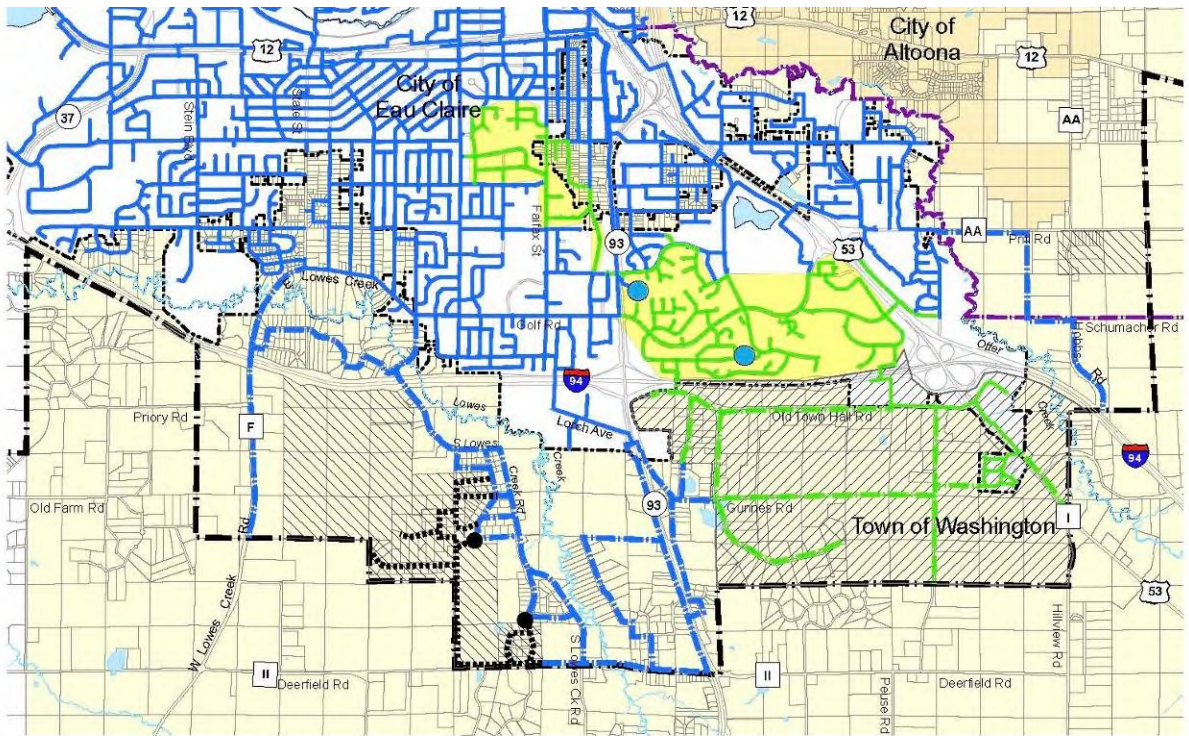 12
12
City of
Altoona
12
City of
Eau Claire
37
Stein Blvd
State St
AA
Fairfax St
93
53
AA
Prill Rd
Lowes Creek
Golf Rd
Schumacher Rd
Otter
Creek
Rd
94
Lowes
Creek
Priory Rd
F
Lorch Ave
Old Town Hall Rd
S Lowes
Creek Rd
94
Old Farm Rd
Rd
93
Gunnes Rd
Town of Washington
I
53
W Lowes Creek
S Lowes Ck Rd
Hillview Rd
II
Deerfield Rd
II
Deerfield Rd
Peuse Rd